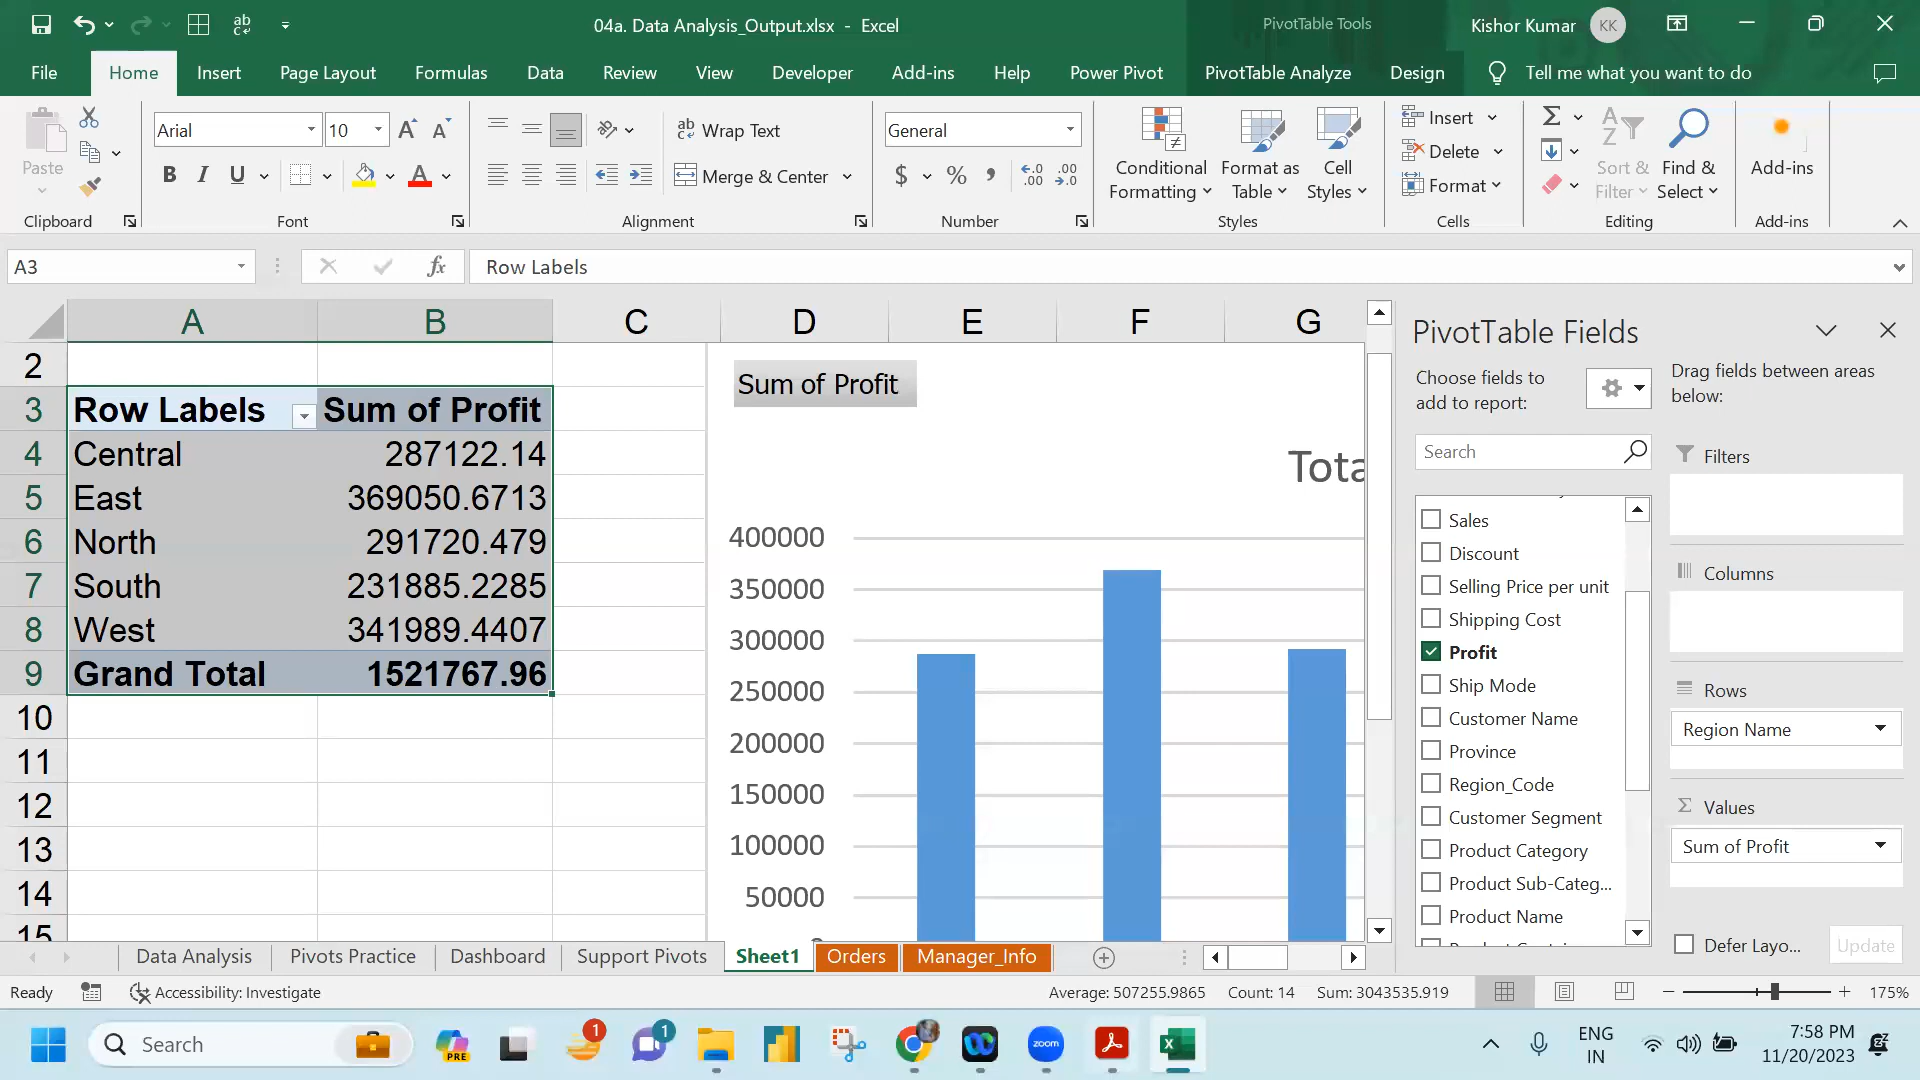 04a. Data Analysis_Output.xlsx - Excel
PivotTable Tools
Kishor Kumar KK
File Home Insert Page Layout Formulas Data Review View Developer Add-ins Help Power Pivot PivotTable Analyze Design Tell me what you want to do
Paste
Clipboard
Arial 10
B I U
Font
Wrap Text
Merge & Center
Alignment
General
$ %
Number
Conditional Formatting
Format as Table
Cell Styles
Styles
Insert
Delete
Format
Cells
Sort & Filter
Find & Select
Editing
Add-ins
Add-ins
A3 fx Row Labels
A B C D E F G
2
3 Row Labels Sum of Profit
4 Central 287122.14
5 East 369050.6713
6 North 291720.479
7 South 231885.2285
8 West 341989.4407
9 Grand Total 1521767.96
10
11
12
13
14
15
Sum of Profit
400000
350000
300000
250000
200000
150000
100000
50000
PivotTable Fields
Choose fields to add to report:
Search
Sales
Discount
Selling Price per unit
Shipping Cost
Profit
Ship Mode
Customer Name
Province
Region_Code
Customer Segment
Product Category
Product Sub-Categ...
Product Name
Drag fields between areas below:
Filters
Columns
Rows
Region Name
Σ Values
Sum of Profit
Defer Layo... Update
Data Analysis Pivots Practice Dashboard Support Pivots Sheet1 Orders Manager_Info
Ready Accessibility: Investigate Average: 507255.9865 Count: 14 Sum: 3043535.919 175%
Search
PRE
1
1
zoom
ENG
IN
7:58 PM
11/20/2023